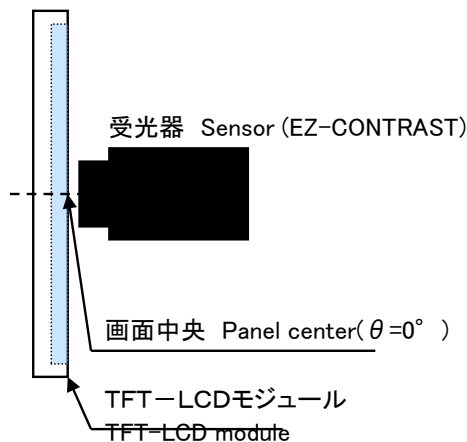 受光器 Sensor (EZ-CONTRAST)
画面中央 Panel center(θ=0° )
TFT-LCDモジュール
TFT-LCD module